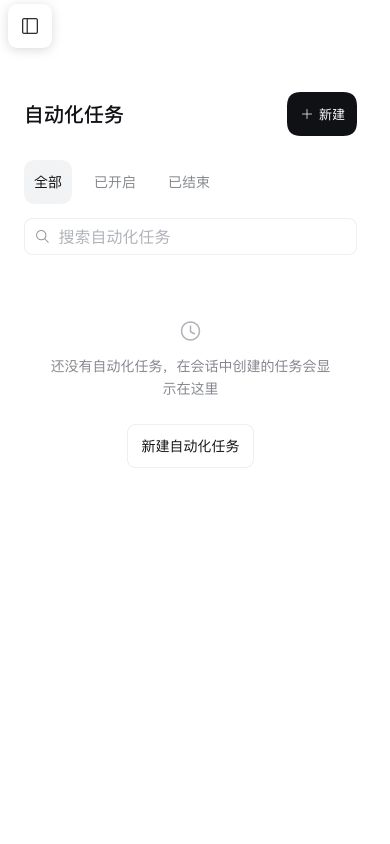 自动化任务
新建
全部
已开启
已结束
搜索自动化任务
还没有自动化任务，在会话中创建的任务会显
示在这里
新建自动化任务